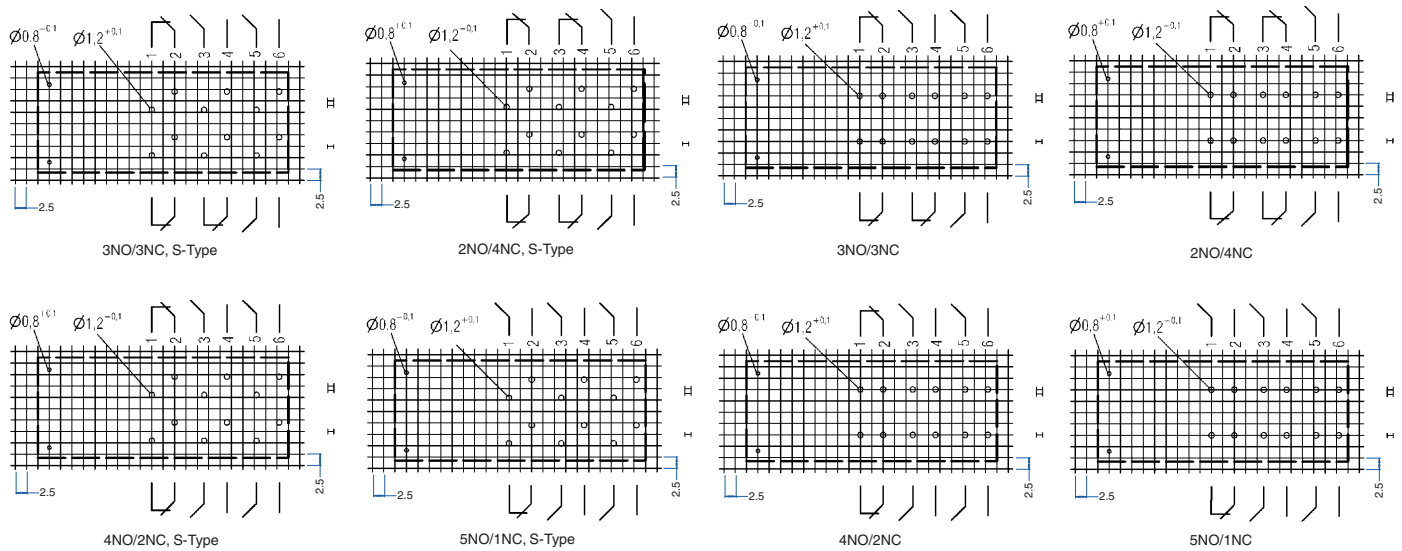 Ø0,8⁻⁰,¹ Ø1,2⁺⁰,¹ 1 2 3 4 5 6
II
I
2.5
2.5
3NO/3NC, S-Type
Ø0,8⁺⁰,¹ Ø1,2⁻⁰,¹ 1 2 3 4 5 6
II
I
2.5
2.5
2NO/4NC, S-Type
Ø0,8⁻⁰,¹ Ø1,2⁺⁰,¹ 1 2 3 4 5 6
II
I
2.5
2.5
3NO/3NC
Ø0,8⁺⁰,¹ Ø1,2⁻⁰,¹ 1 2 3 4 5 6
II
I
2.5
2.5
2NO/4NC
Ø0,8⁺⁰,¹ Ø1,2⁻⁰,¹ 1 2 3 4 5 6
II
I
2.5
2.5
4NO/2NC, S-Type
Ø0,8⁻⁰,¹ Ø1,2⁺⁰,¹ 1 2 3 4 5 6
II
I
2.5
2.5
5NO/1NC, S-Type
Ø0,8⁻⁰,¹ Ø1,2⁺⁰,¹ 1 2 3 4 5 6
II
I
2.5
2.5
4NO/2NC
Ø0,8⁺⁰,¹ Ø1,2⁻⁰,¹ 1 2 3 4 5 6
II
I
2.5
2.5
5NO/1NC